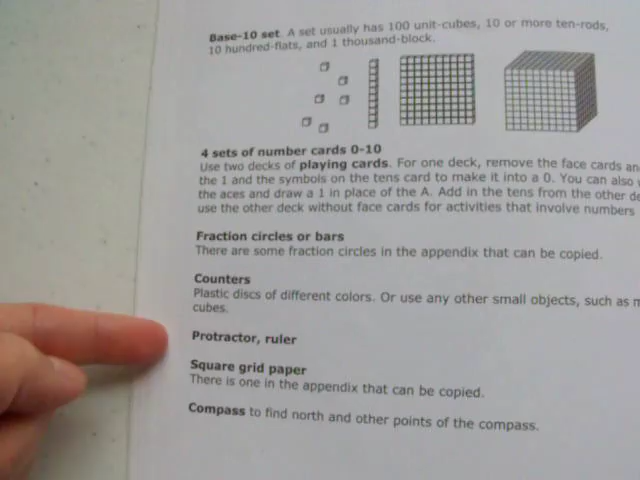 Base-10 set. A set usually has 100 unit-cubes, 10 or more ten-rods,
10 hundred-flats, and 1 thousand-block.
4 sets of number cards 0-10
Use two decks of playing cards. For one deck, remove the face cards an
the 1 and the symbols on the tens card to make it into a 0. You can also
the aces and draw a 1 in place of the A. Add in the tens from the other de
use the other deck without face cards for activities that involve numbers
Fraction circles or bars
There are some fraction circles in the appendix that can be copied.
Counters
Plastic discs of different colors. Or use any other small objects, such as m
cubes.
Protractor, ruler
Square grid paper
There is one in the appendix that can be copied.
Compass to find north and other points of the compass.